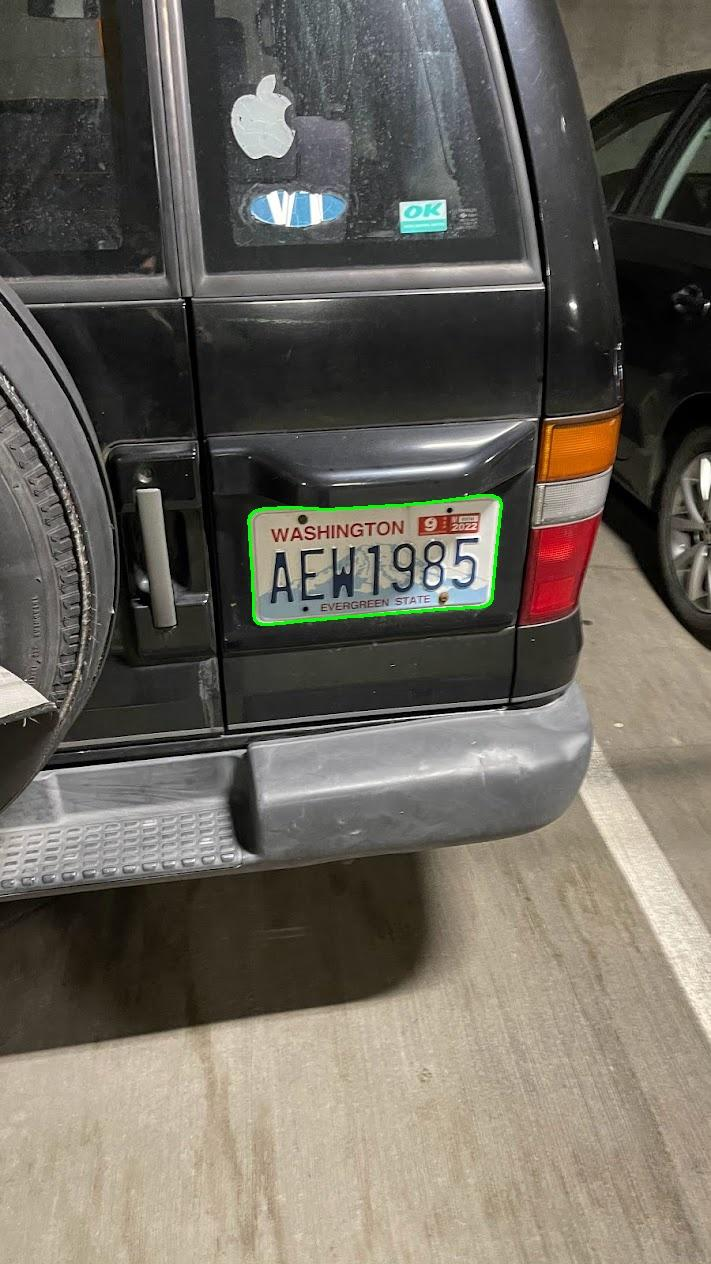 OK
WASHINGTON
9
2022
AEW1985
EVERGREEN STATE